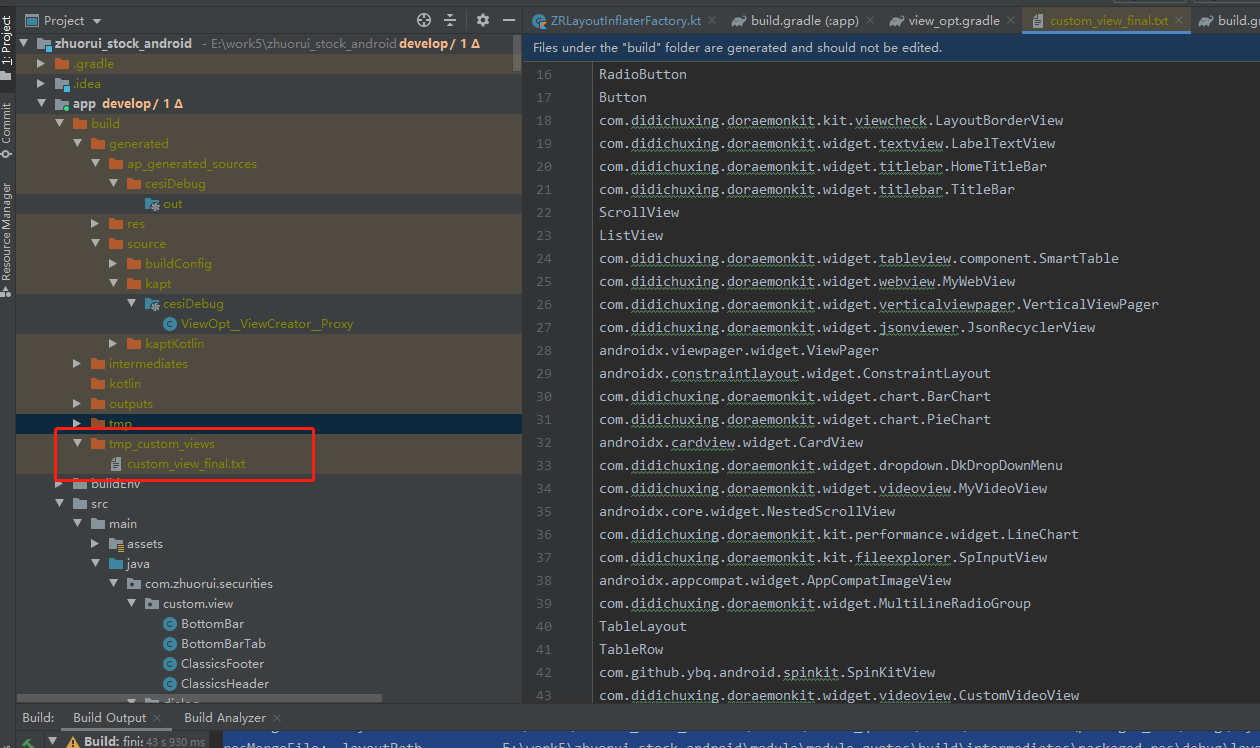 Project
ZRLayoutInflaterFactory.kt
build.gradle (:app)
view_opt.gradle
custom_view_final.txt
build.g
1: Project
Commit
Resource Manager
zhuorui_stock_android - E:\work5\zhuorui_stock_android develop / 1 Δ
.gradle
.idea
app develop / 1 Δ
build
generated
ap_generated_sources
cesiDebug
out
res
source
buildConfig
kapt
cesiDebug
ViewOpt__ViewCreator__Proxy
kaptKotlin
intermediates
kotlin
outputs
tmp
tmp_custom_views
custom_view_final.txt
buildEnv
src
main
assets
java
com.zhuorui.securities
custom.view
BottomBar
BottomBarTab
ClassicsFooter
ClassicsHeader
dialog
Files under the "build" folder are generated and should not be edited.
16 RadioButton
17 Button
18 com.didichuxing.doraemonkit.kit.viewcheck.LayoutBorderView
19 com.didichuxing.doraemonkit.widget.textview.LabelTextView
20 com.didichuxing.doraemonkit.widget.titlebar.HomeTitleBar
21 com.didichuxing.doraemonkit.widget.titlebar.TitleBar
22 ScrollView
23 ListView
24 com.didichuxing.doraemonkit.widget.tableview.component.SmartTable
25 com.didichuxing.doraemonkit.widget.webview.MyWebView
26 com.didichuxing.doraemonkit.widget.verticalviewpager.VerticalViewPager
27 com.didichuxing.doraemonkit.widget.jsonviewer.JsonRecyclerView
28 androidx.viewpager.widget.ViewPager
29 androidx.constraintlayout.widget.ConstraintLayout
30 com.didichuxing.doraemonkit.widget.chart.BarChart
31 com.didichuxing.doraemonkit.widget.chart.PieChart
32 androidx.cardview.widget.CardView
33 com.didichuxing.doraemonkit.widget.dropdown.DkDropDownMenu
34 com.didichuxing.doraemonkit.widget.videoview.MyVideoView
35 androidx.core.widget.NestedScrollView
36 com.didichuxing.doraemonkit.kit.performance.widget.LineChart
37 com.didichuxing.doraemonkit.kit.fileexplorer.SpInputView
38 androidx.appcompat.widget.AppCompatImageView
39 com.didichuxing.doraemonkit.widget.MultiLineRadioGroup
40 TableLayout
41 TableRow
42 com.github.ybq.android.spinkit.SpinKitView
43 com.didichuxing.doraemonkit.widget.videoview.CustomVideoView
Build:
Build Output
Build Analyzer
Build: fini 43 s 930 ms